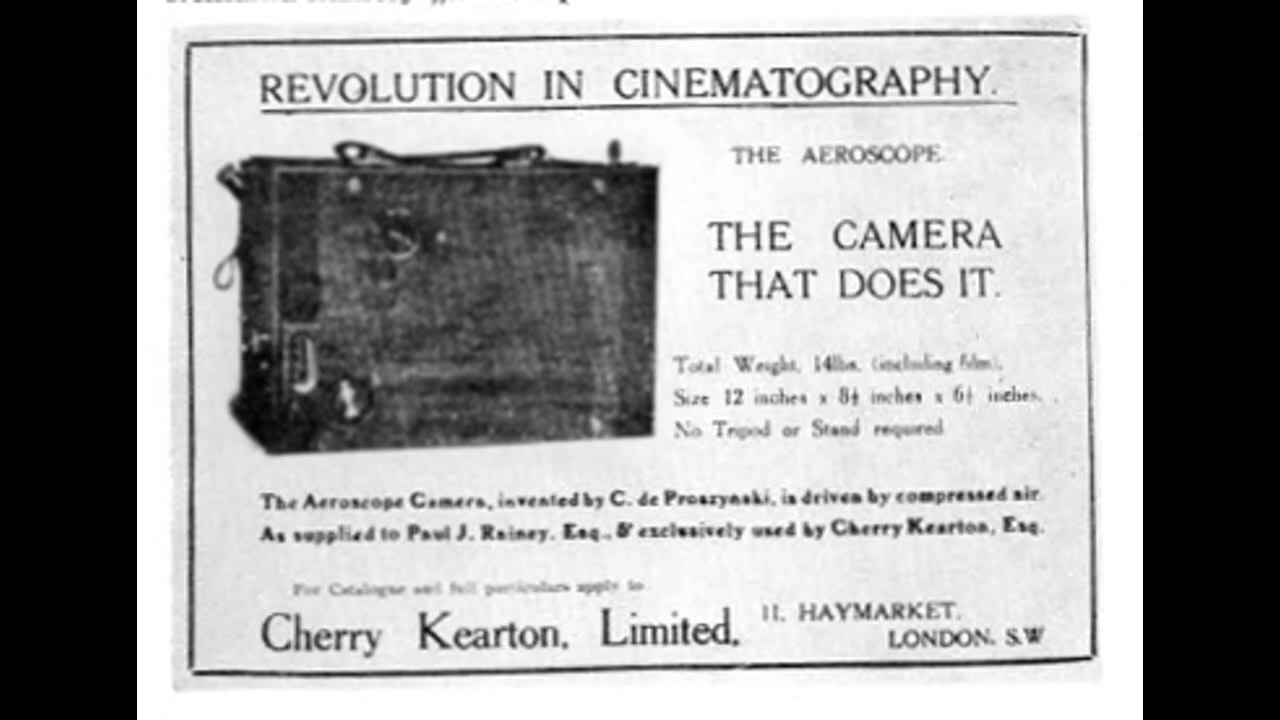 REVOLUTION IN CINEMATOGRAPHY.
THE AEROSCOPE.
THE CAMERA
THAT DOES IT.
Total Weight, 14lbs. (including film).
Size 12 inches x 8½ inches x 6½ inches.
No Tripod or Stand required
The Aeroscope Camera, invented by C. de Proszynski, is driven by compressed air.
As supplied to Paul J. Rainey, Esq., & exclusively used by Cherry Kearton, Esq.
For Catalogue and full particulars apply to
Cherry Kearton, Limited,
11, HAYMARKET,
LONDON. S.W